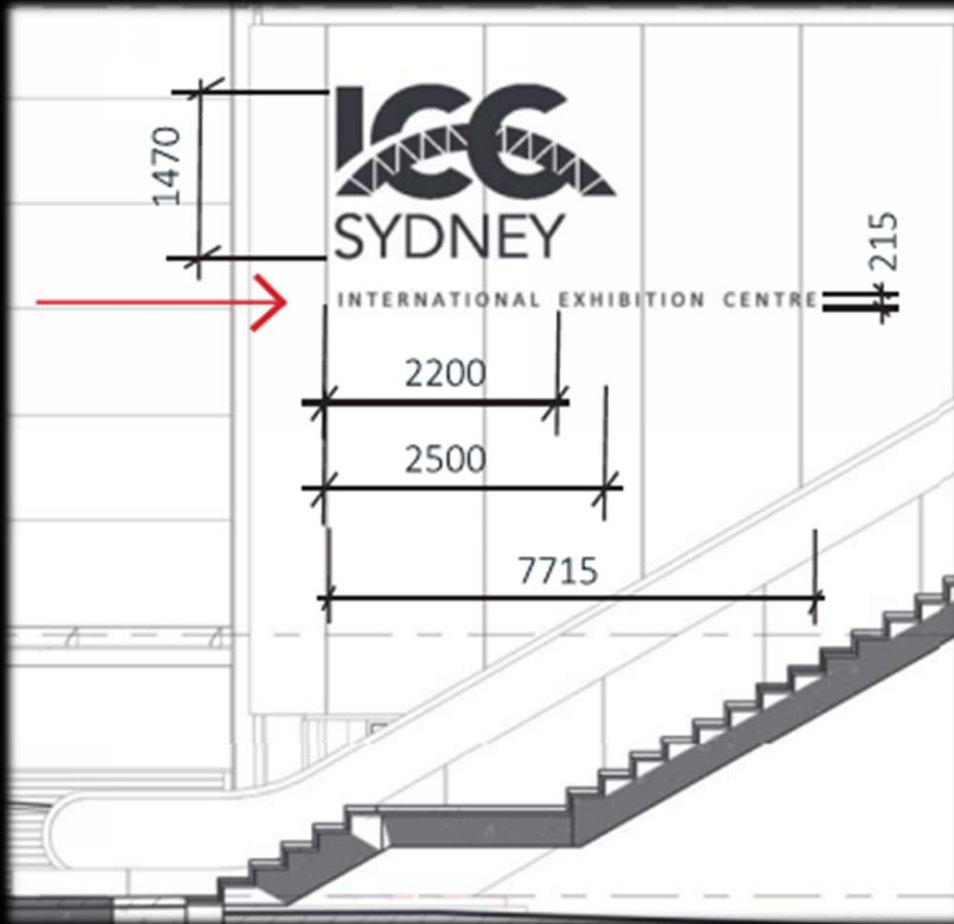 1470
ICC
SYDNEY
INTERNATIONAL EXHIBITION CENTRE
215
2200
2500
7715